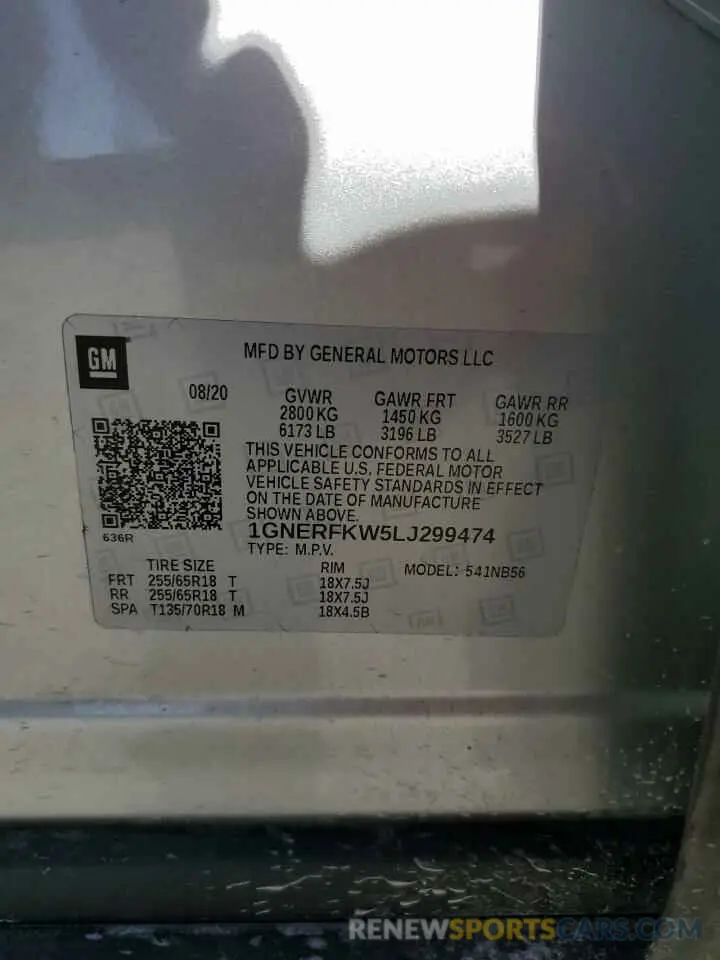 GM
MFD BY GENERAL MOTORS LLC
08/20 GVWR GAWR FRT GAWR RR
2800 KG 1450 KG 1600 KG
6173 LB 3196 LB 3527 LB
THIS VEHICLE CONFORMS TO ALL
APPLICABLE U.S. FEDERAL MOTOR
VEHICLE SAFETY STANDARDS IN EFFECT
ON THE DATE OF MANUFACTURE
SHOWN ABOVE.
636R
1GNERFKW5LJ299474
TYPE: M.P.V.
TIRE SIZE RIM MODEL: 541NB56
FRT 255/65R18 T 18X7.5J
RR 255/65R18 T 18X7.5J
SPA T135/70R18 M 18X4.5B
RENEWSPORTSCARS.COM